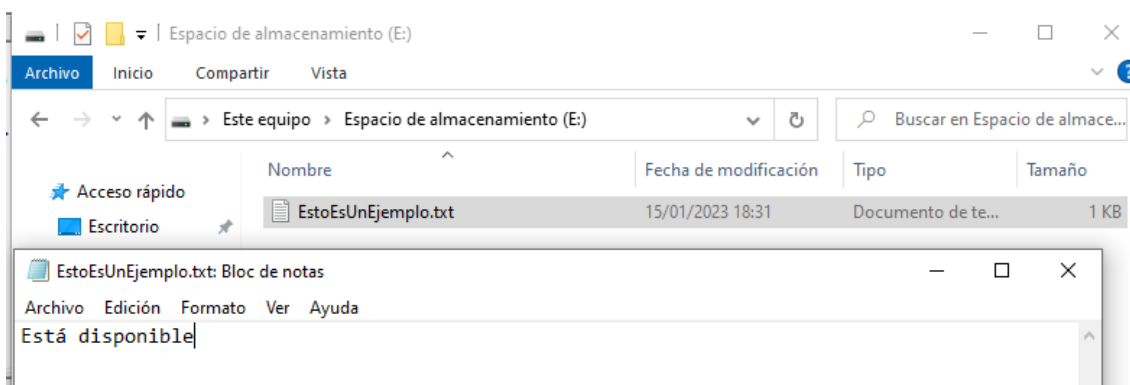 Espacio de almacenamiento (E:)
Archivo Inicio Compartir Vista
Este equipo > Espacio de almacenamiento (E:)
Buscar en Espacio de almace...
Nombre Fecha de modificación Tipo Tamaño
Acceso rápido
EstoEsUnEjemplo.txt 15/01/2023 18:31 Documento de te... 1 KB
Escritorio
EstoEsUnEjemplo.txt: Bloc de notas
Archivo Edición Formato Ver Ayuda
Está disponible